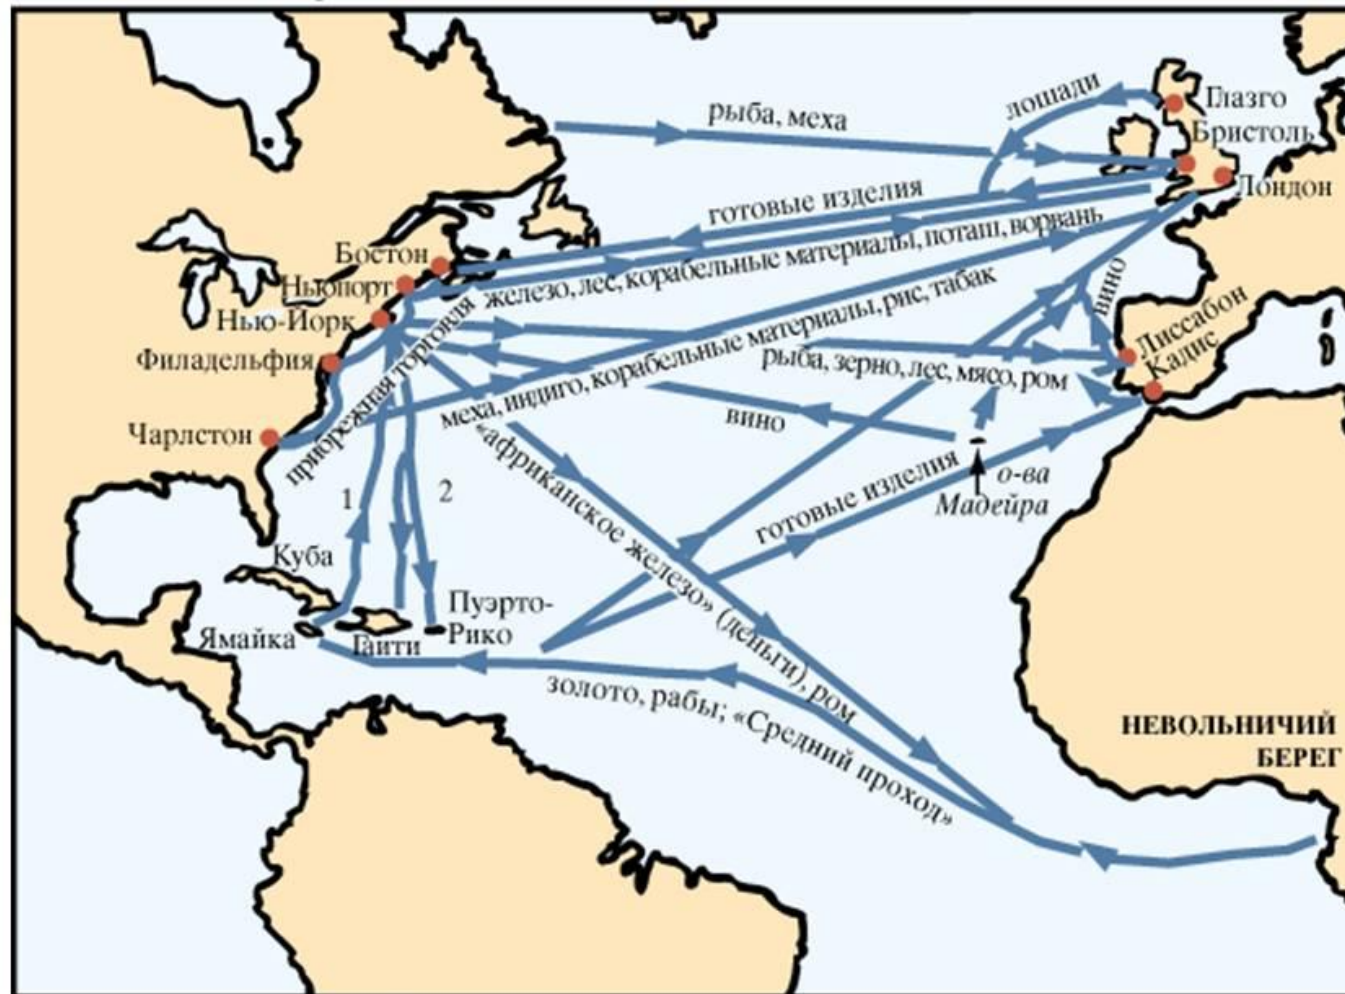 лошади
Глазго
рыба, меха
Бристоль
Лондон
готовые изделия
железо, лес, корабельные материалы, поташ, ворвань
Бостон
Ньюпорт
Нью-Йорк
Филадельфия
Чарлстон
прибрежная торговля
меха, индиго, корабельные материалы, рис, табак
вино
Лиссабон
Кадис
рыба, зерно, лес, мясо, ром
вино
о-ва
Мадейра
готовые изделия
«африканское железо» (деньги), ром
1
2
Куба
Ямайка
Гаити
Пуэрто-
Рико
золото, рабы; «Средний проход»
НЕВОЛЬНИЧИЙ
БЕРЕГ